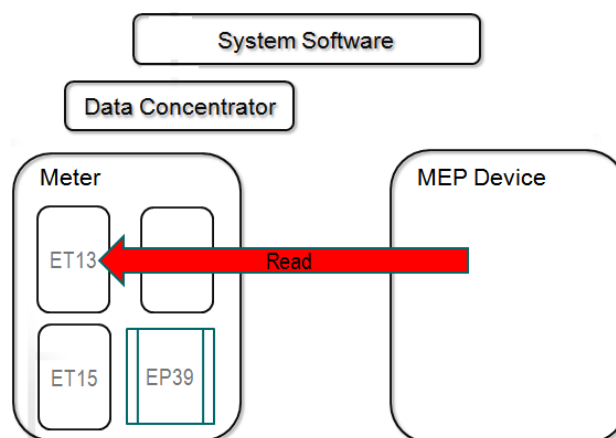 System Software
Data Concentrator
Meter
MEP Device
ET13
Read
ET15
EP39